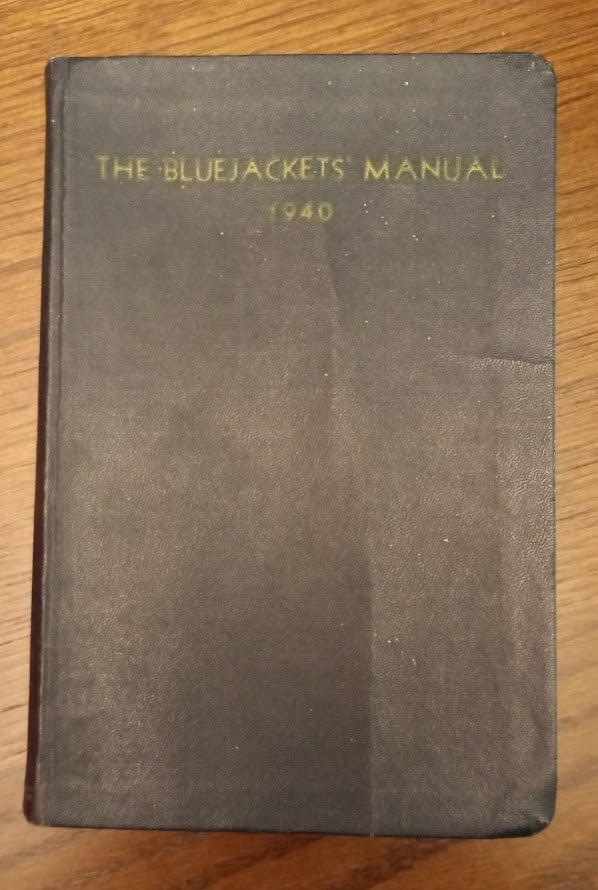 THE BLUEJACKETS' MANUAL
1940